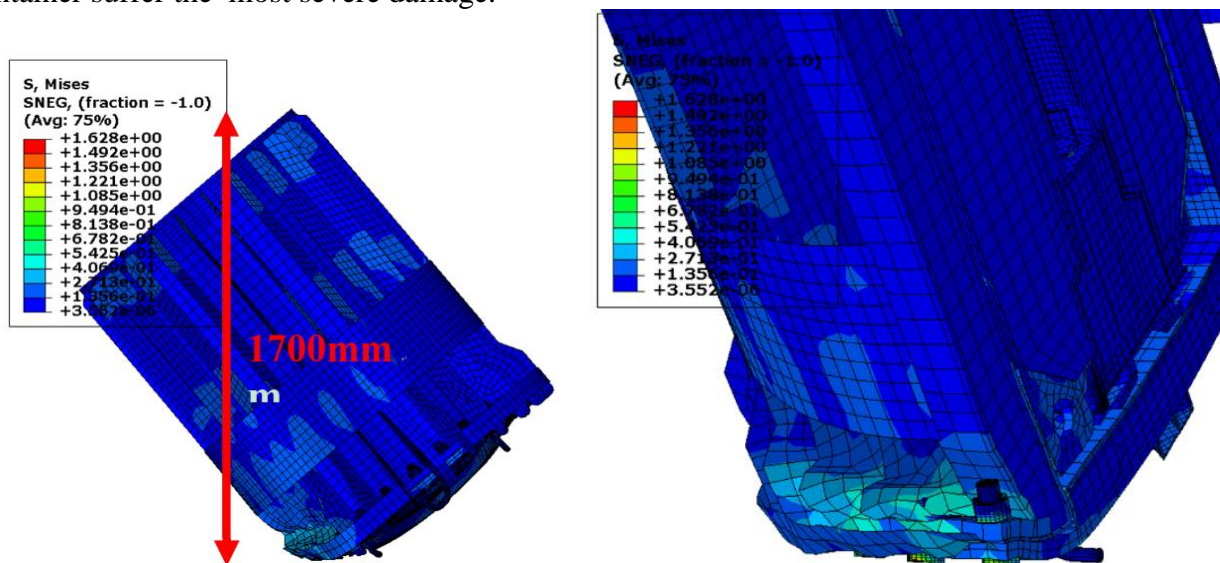 ntainer suffer the most severe damage.
S, Mises
SNEG, (fraction = -1.0)
(Avg: 75%)
+1.628e+00
+1.492e+00
+1.356e+00
+1.221e+00
+1.085e+00
+9.494e-01
+8.138e-01
+6.782e-01
+5.425e-01
+4.069e-01
+2.713e-01
+1.356e-01
+3.552e-06
1700mm
m
S, Mises
SNEG, (fraction = -1.0)
(Avg: 75%)
+1.628e+00
+1.492e+00
+1.356e+00
+1.221e+00
+1.085e+00
+9.494e-01
+8.138e-01
+6.782e-01
+5.425e-01
+4.069e-01
+2.713e-01
+1.356e-01
+3.552e-06